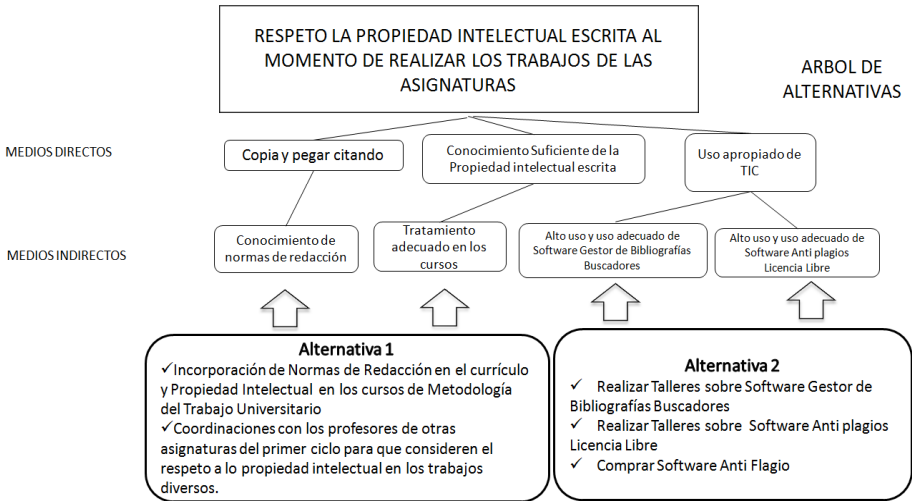 RESPETO LA PROPIEDAD INTELECTUAL ESCRITA AL
MOMENTO DE REALIZAR LOS TRABAJOS DE LAS
ASIGNATURAS
ARBOL DE
ALTERNATIVAS
MEDIOS DIRECTOS
Copia y pegar citando
Conocimiento Suficiente de la
Propiedad intelectual escrita
Uso apropiado de
TIC
MEDIOS INDIRECTOS
Conocimiento de
normas de redacción
Tratamiento
adecuado en los
cursos
Alto uso y uso adecuado de
Software Gestor de Bibliografías
Buscadores
Alto uso y uso adecuado de
Software Anti plagios
Licencia Libre
Alternativa 1
✓Incorporación de Normas de Redacción en el currículo
y Propiedad Intelectual en los cursos de Metodología
del Trabajo Universitario
✓Coordinaciones con los profesores de otras
asignaturas del primer ciclo para que consideren el
respeto a lo propiedad intelectual en los trabajos
diversos.
Alternativa 2
✓ Realizar Talleres sobre Software Gestor de
Bibliografías Buscadores
✓ Realizar Talleres sobre Software Anti plagios
Licencia Libre
✓ Comprar Software Anti Flagio